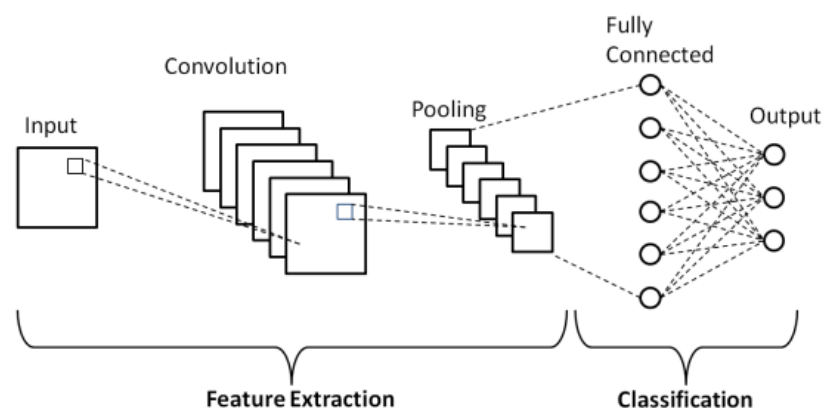 Fully
Connected
Convolution
Pooling
Output
Input
Feature Extraction
Classification